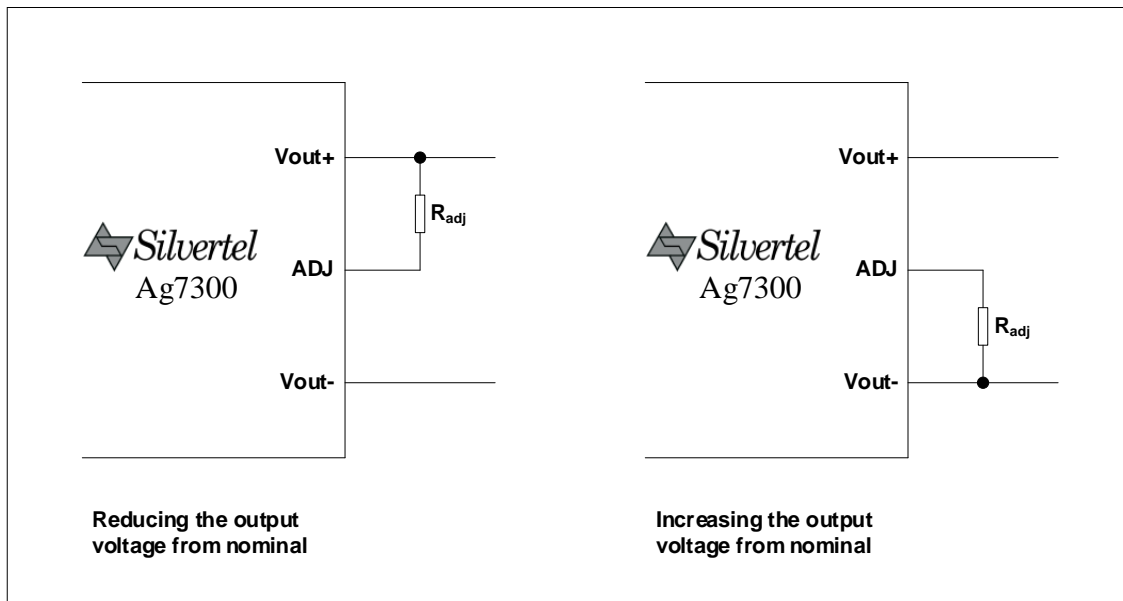 Vout+
Radj
Silvertel
ADJ
Ag7300
Vout-
Reducing the output
voltage from nominal
Vout+
Silvertel
ADJ
Ag7300
Radj
Vout-
Increasing the output
voltage from nominal